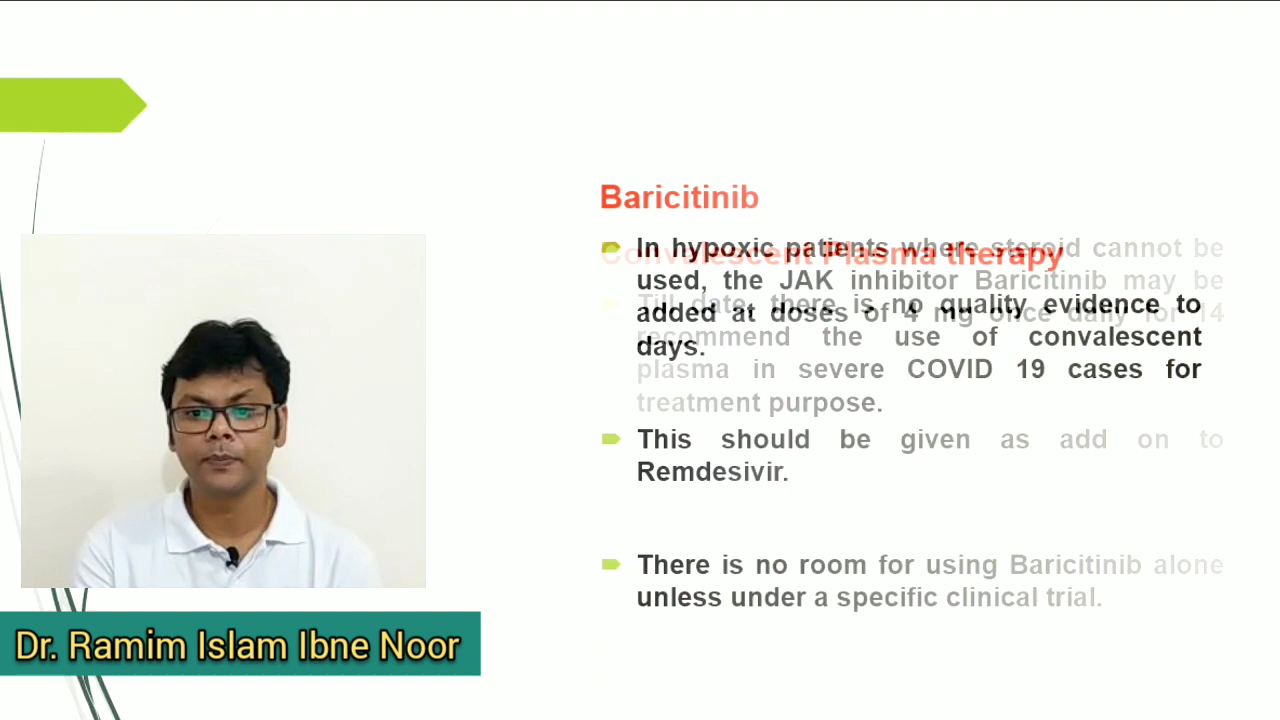 Baricitinib
In hypoxic patients where steroid cannot be
used, the JAK inhibitor Baricitinib may be
added at doses of 4 mg once daily for 14
days.
This should be given as add on to
Remdesivir.
There is no room for using Baricitinib alone
unless under a specific clinical trial.
Convalescent Plasma therapy
Till date, there is no quality evidence to
recommend the use of convalescent
plasma in severe COVID 19 cases for
treatment purpose.
Dr. Ramim Islam Ibne Noor